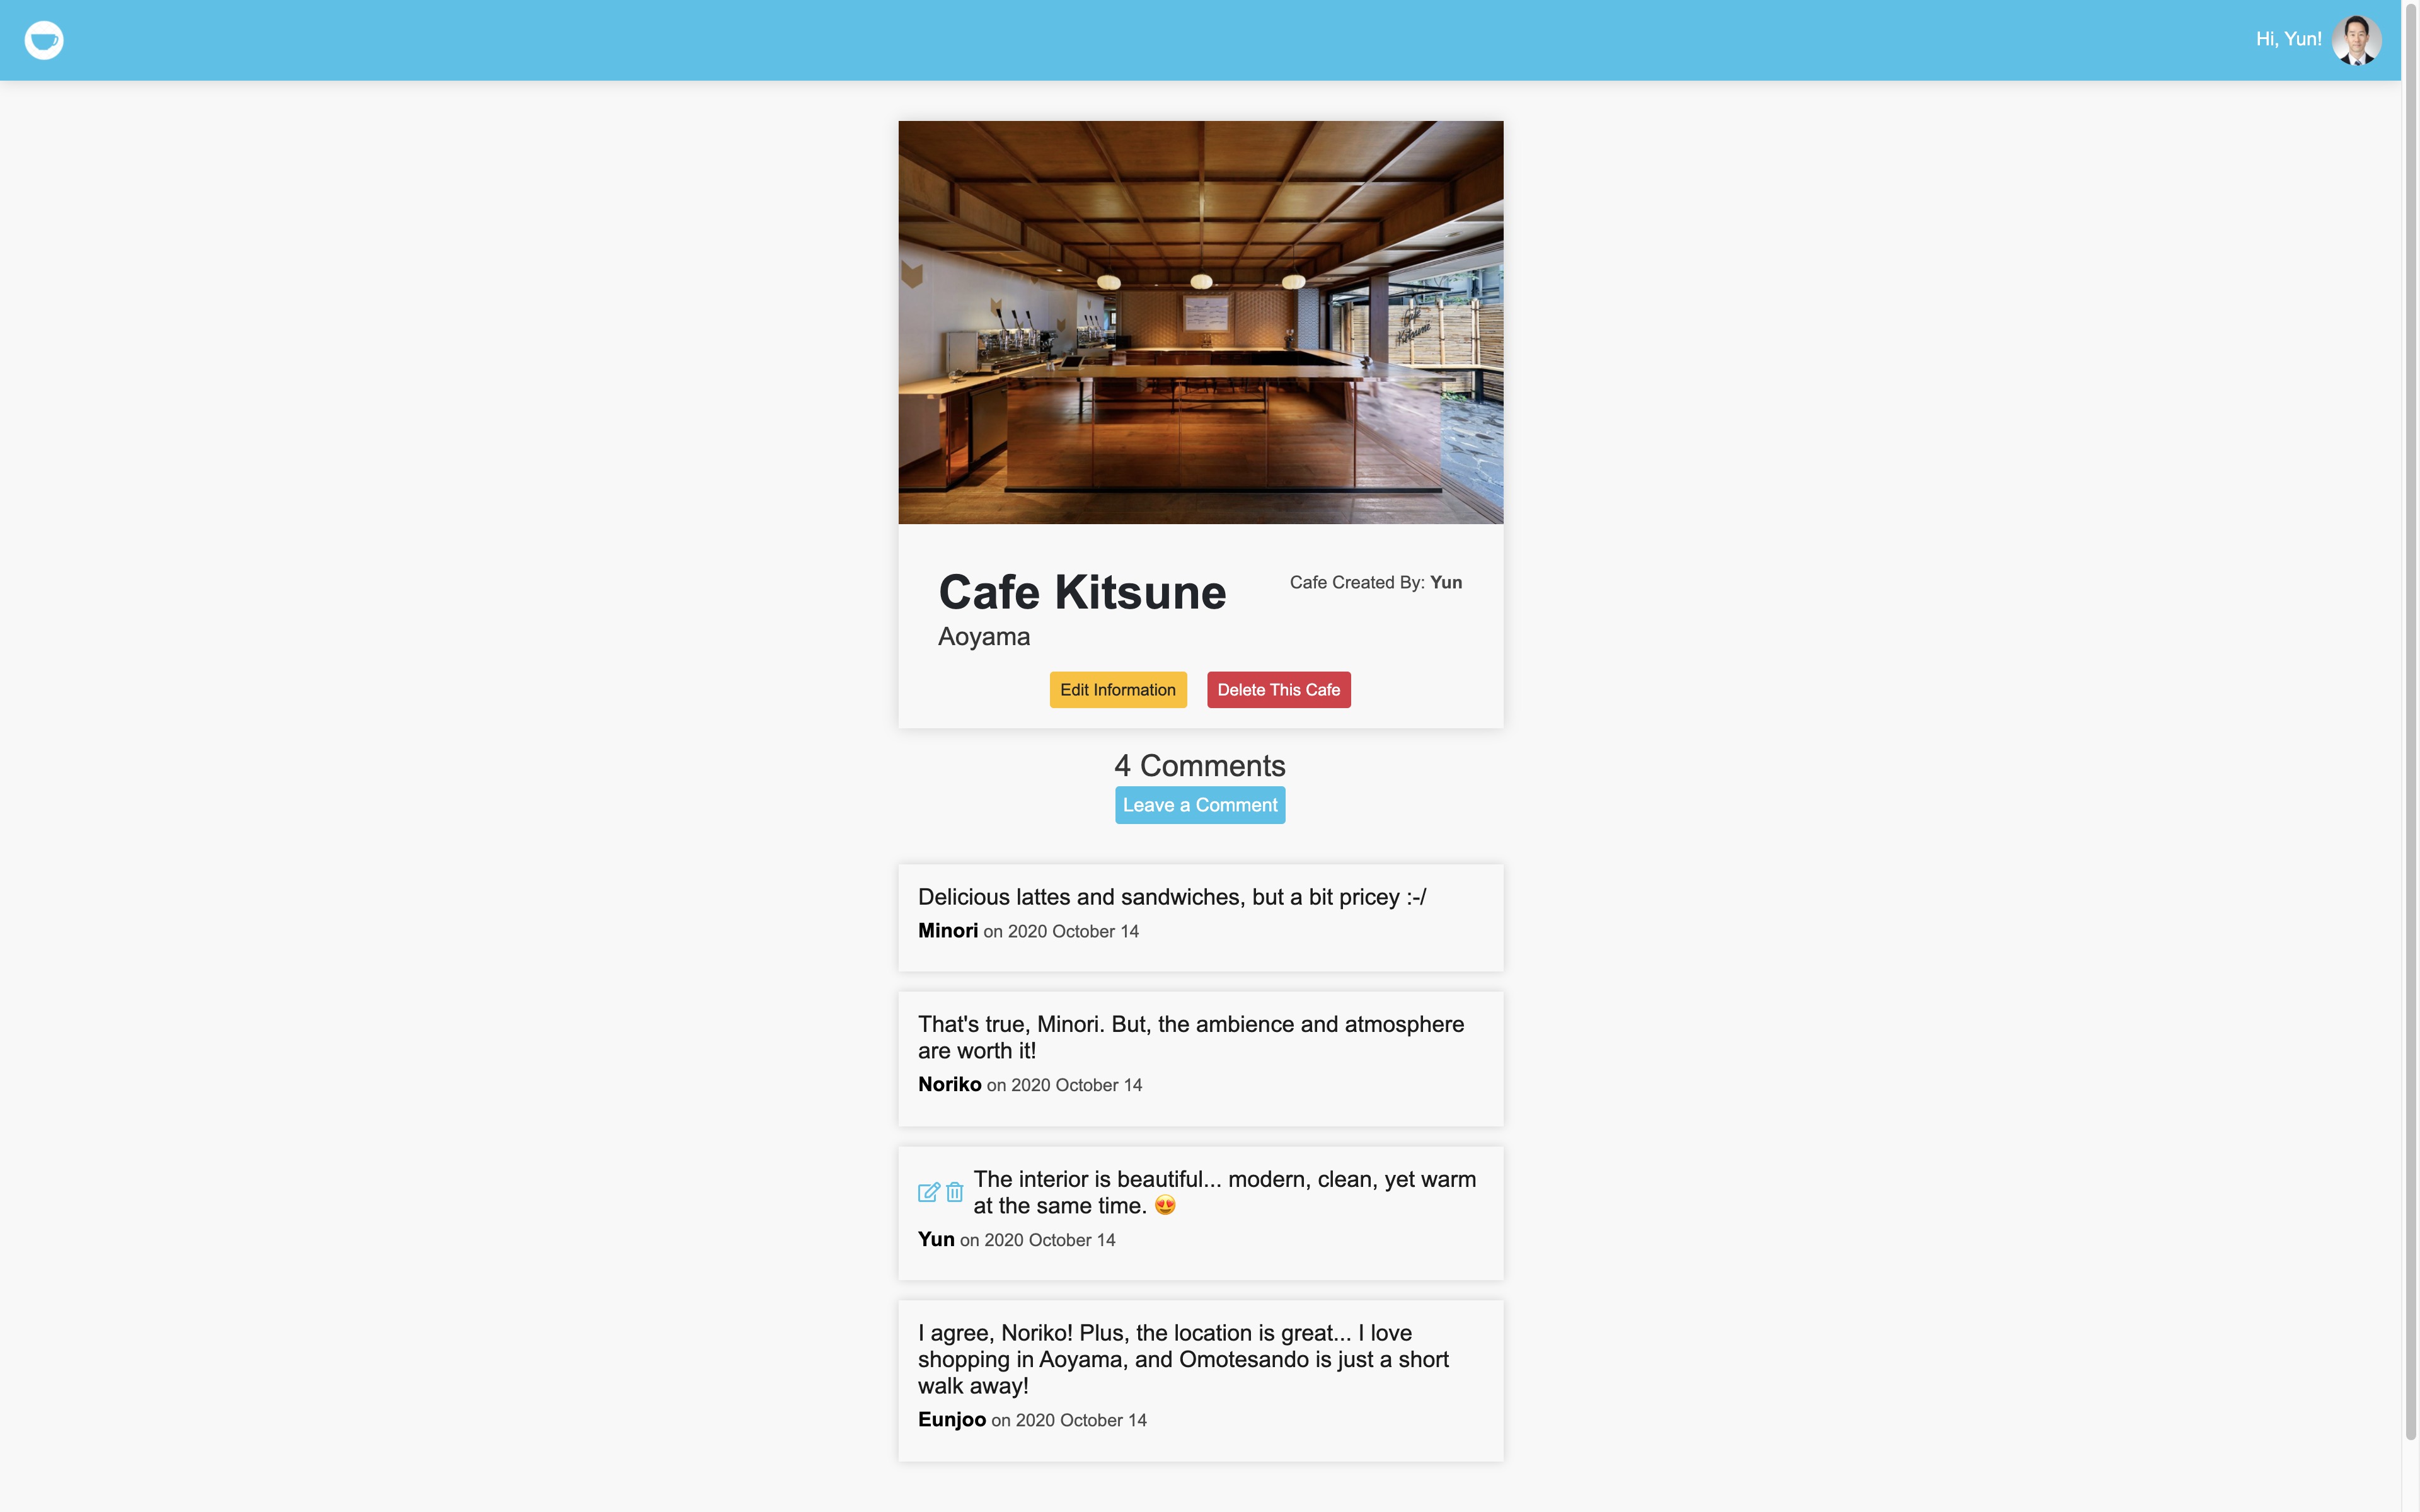 Hi, Yun!
Café
Kitsuné
Cafe Kitsune
Cafe Created By: Yun
Aoyama
Edit Information
Delete This Cafe
4 Comments
Leave a Comment
Delicious lattes and sandwiches, but a bit pricey :-/
Minori on 2020 October 14
That's true, Minori. But, the ambience and atmosphere
are worth it!
Noriko on 2020 October 14
The interior is beautiful... modern, clean, yet warm
at the same time. 😍
Yun on 2020 October 14
I agree, Noriko! Plus, the location is great... I love
shopping in Aoyama, and Omotesando is just a short
walk away!
Eunjoo on 2020 October 14